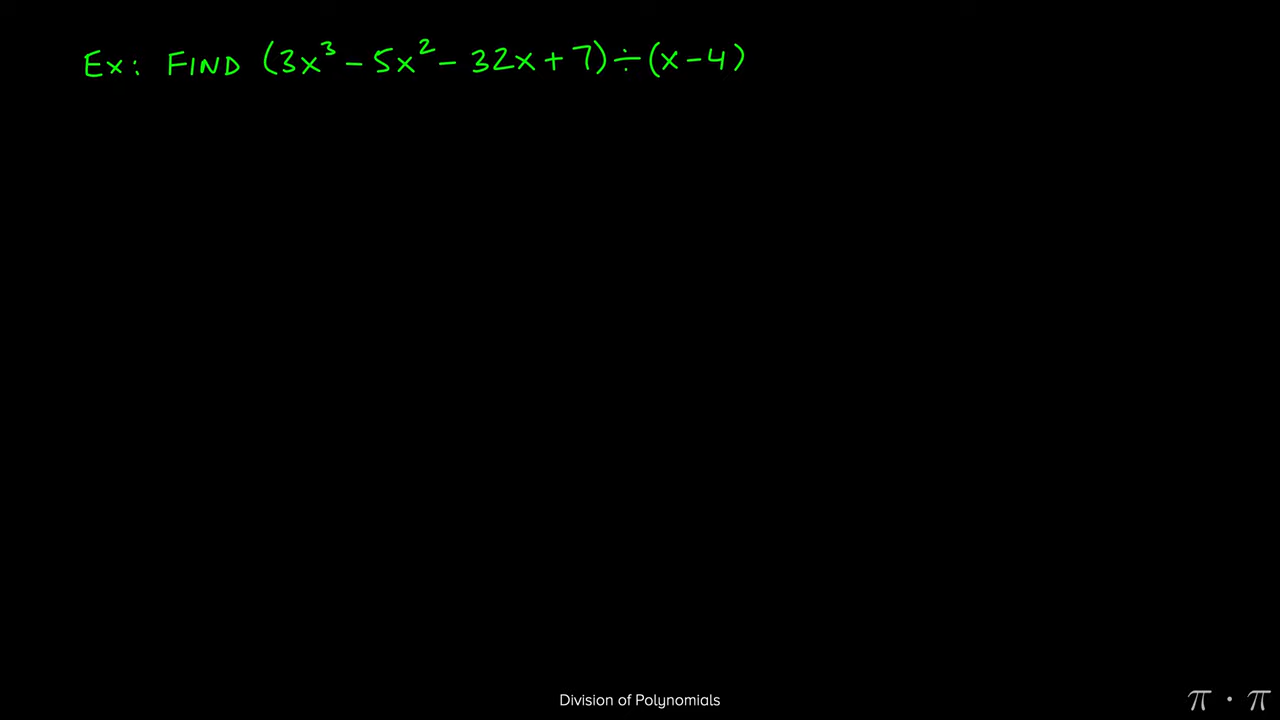 Ex: FIND (3x³ - 5x² - 32x + 7) ÷ (x - 4)
Division of Polynomials
π · π